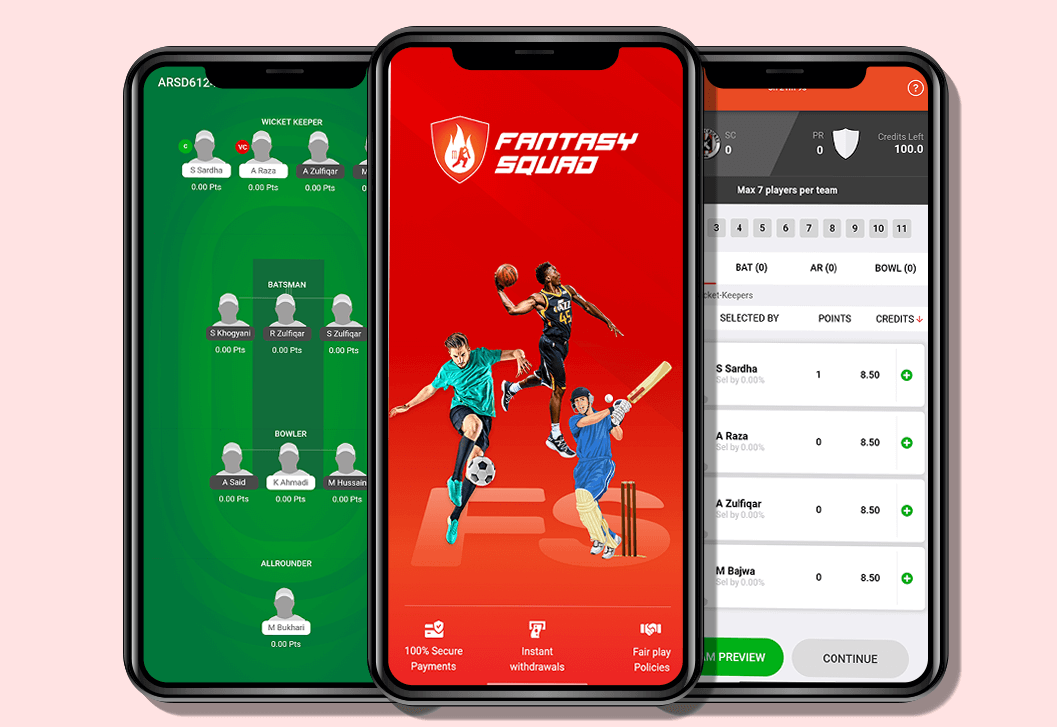 ARSD612
WICKET KEEPER
C
VC
S Sardha
A Raza
A Zulfiqar
M
0.00 Pts
0.00 Pts
0.00 Pts
0.
BATSMAN
S Khogyani
R Zulfiqar
S Zulfiqar
0.00 Pts
0.00 Pts
0.00 Pts
BOWLER
A Said
K Ahmadi
M Hussain
0.00 Pts
0.00 Pts
0.00 Pts
ALLROUNDER
M Bukhari
0.00 Pts
FANTASY
SQUAD
JAZZ
45
FS
100% Secure
Payments
Instant
withdrawals
Fair play
Policies
?
SC
0
PR
0
Credits Left
100.0
Max 7 players per team
3 4 5 6 7 8 9 10 11
BAT (0) AR (0) BOWL (0)
cket-Keepers
SELECTED BY POINTS CREDITS ↓
S Sardha 1 8.50
Sel by 0.00%
A Raza 0 8.50
Sel by 0.00%
A Zulfiqar 0 8.50
Sel by 0.00%
M Bajwa 0 8.50
Sel by 0.00%
AM PREVIEW
CONTINUE